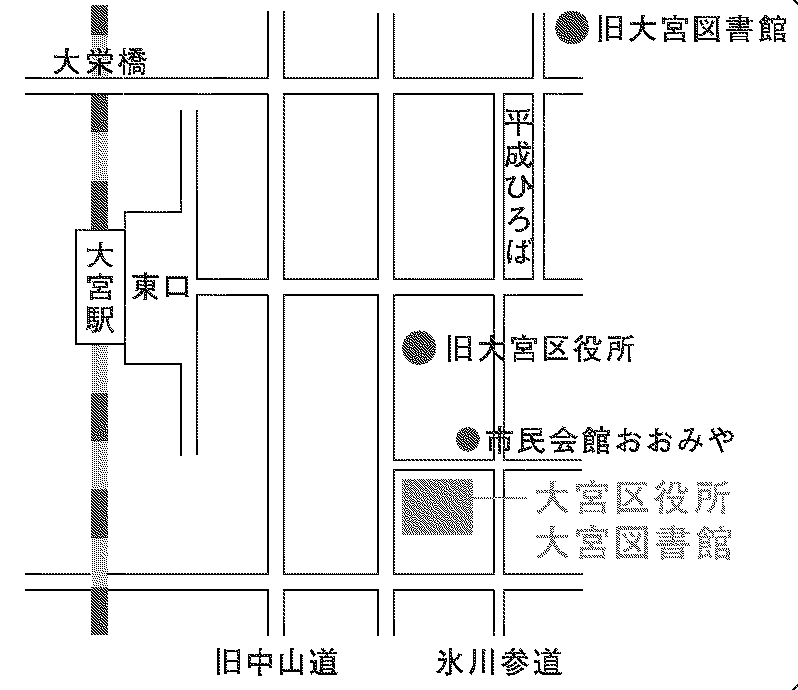 旧大宮図書館
大栄橋
平成ひろば
大宮駅
東口
旧大宮区役所
市民会館おおみや
大宮区役所
大宮図書館
旧中山道
氷川参道